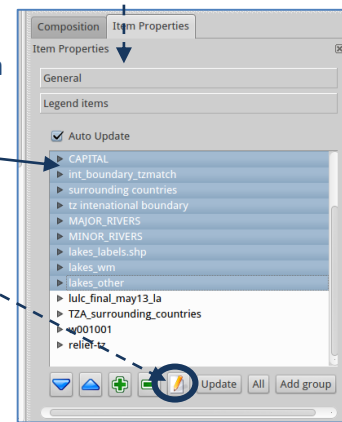 Composition Item Properties
Item Properties
General
Legend items
Auto Update
CAPITAL
int_boundary_tzmatch
surrounding countries
tz intenational boundary
MAJOR_RIVERS
MINOR_RIVERS
lakes_labels.shp
lakes_wm
lakes_other
lulc_final_may13_la
TZA_surrounding_countries
w001001
relief-tz
Update All Add group